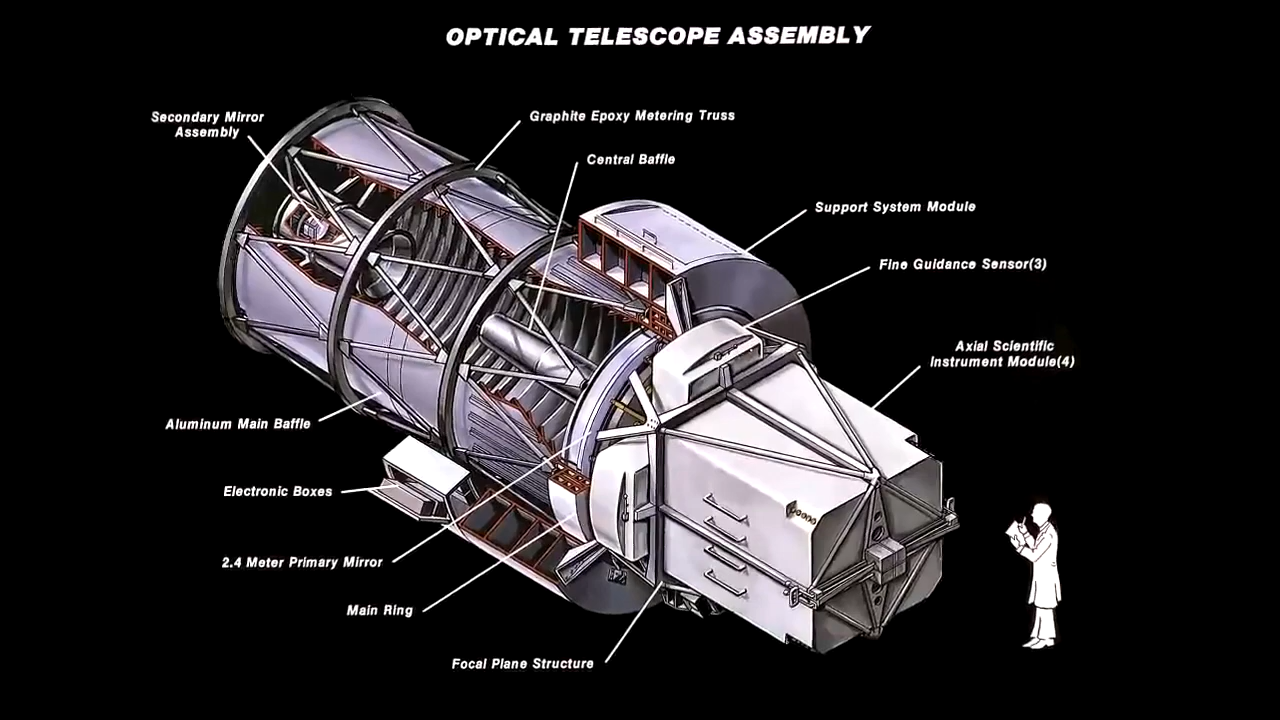 OPTICAL TELESCOPE ASSEMBLY
Secondary Mirror
Assembly
Graphite Epoxy Metering Truss
Central Baffle
Support System Module
Fine Guidance Sensor(3)
Axial Scientific
Instrument Module(4)
Aluminum Main Baffle
Electronic Boxes
2.4 Meter Primary Mirror
Main Ring
Focal Plane Structure